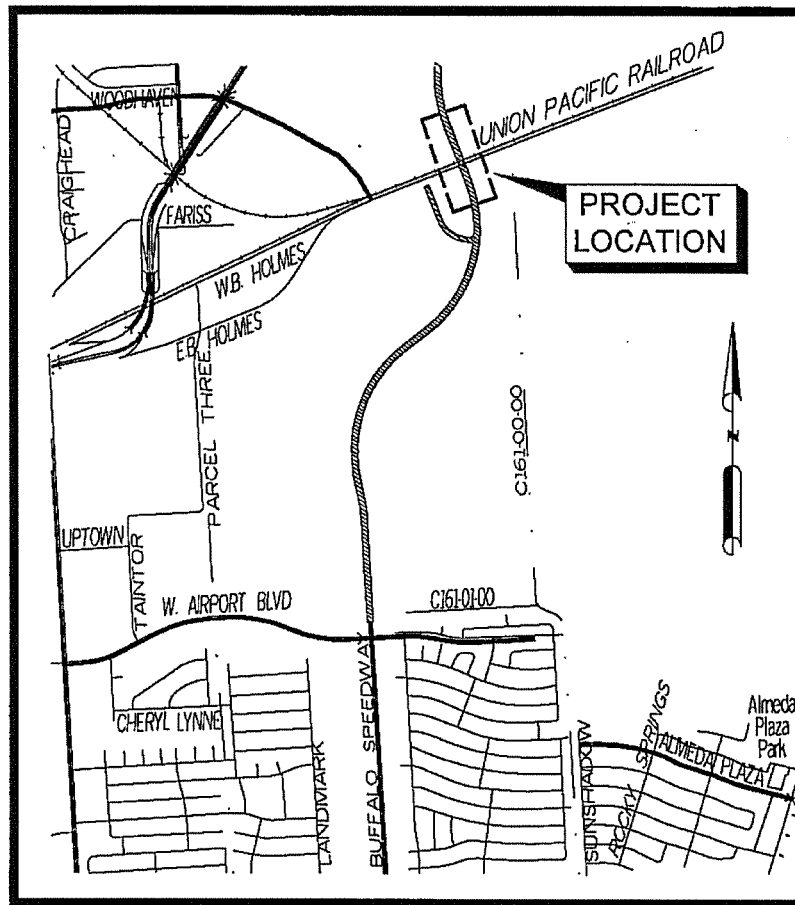 WOODHAVEN
UNION PACIFIC RAILROAD
CRAIGHEAD
FARISS
PROJECT
LOCATION
W.B. HOLMES
E.B. HOLMES
PARCEL THREE
C161-00-00
N
UPTOWN
TAINTOR
W. AIRPORT BLVD
C161-01-00
CHERYL LYNNE
LANDMARK
BUFFALO SPEEDWAY
SUNSHADOW
ROCKY SPRINGS
ALMEDA PLAZA
Almeda
Plaza
Park